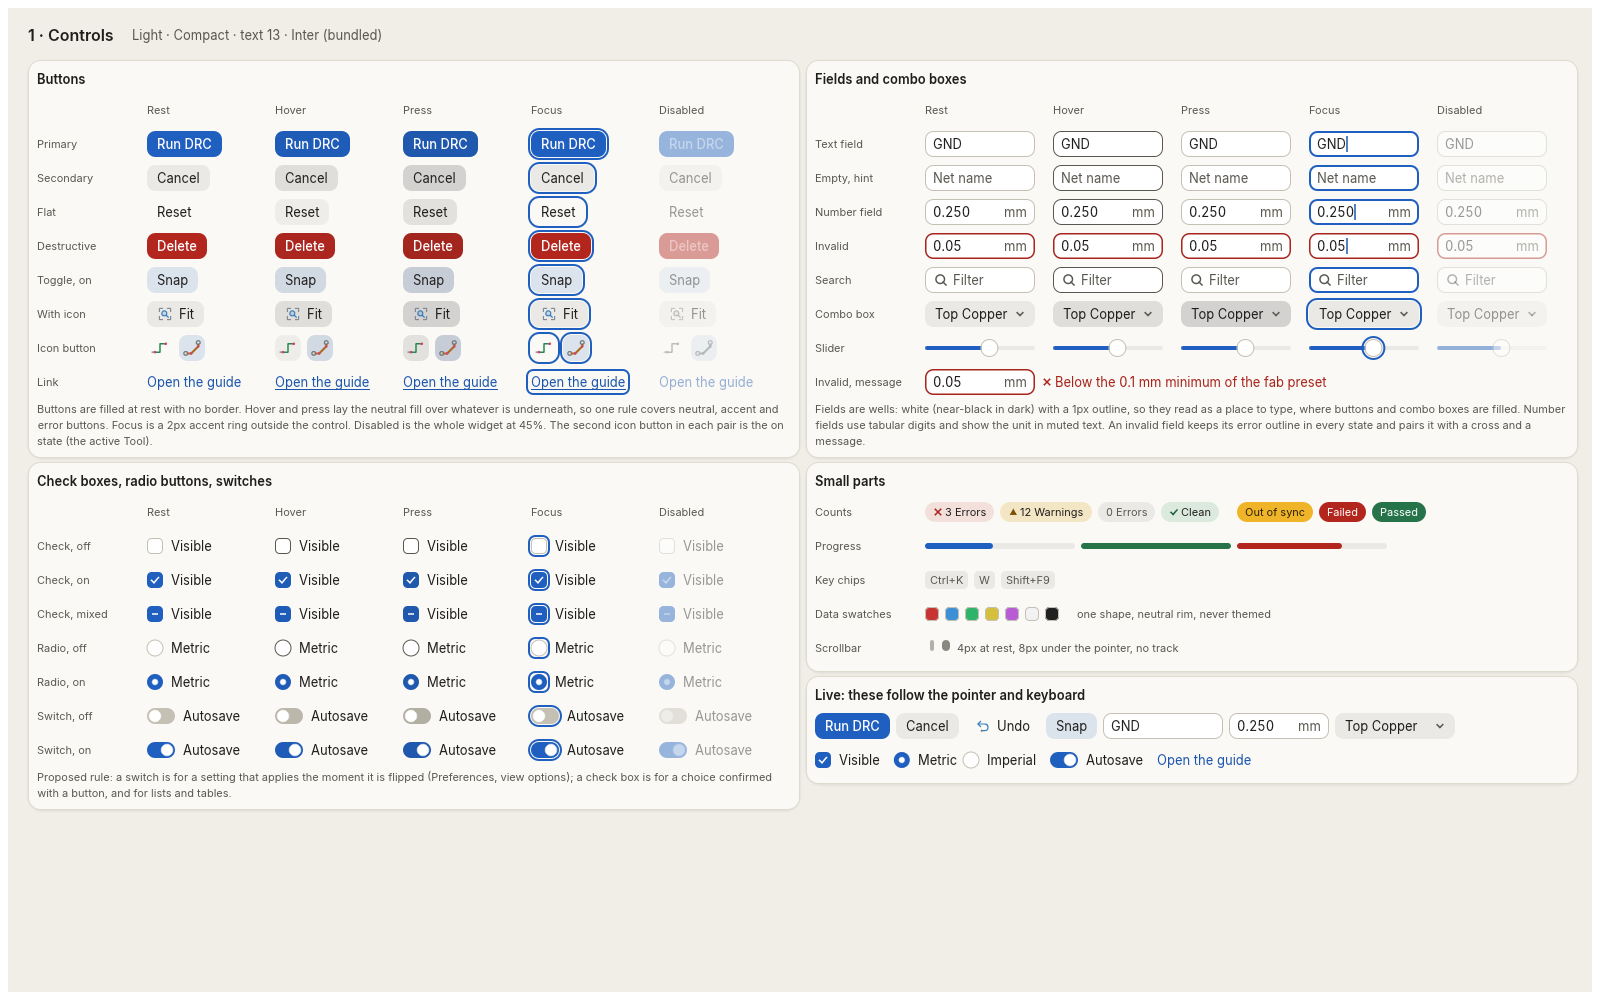 1 · Controls Light · Compact · text 13 · Inter (bundled)
Buttons
Rest Hover Press Focus Disabled
Primary Run DRC Run DRC Run DRC Run DRC Run DRC
Secondary Cancel Cancel Cancel Cancel Cancel
Flat Reset Reset Reset Reset Reset
Destructive Delete Delete Delete Delete Delete
Toggle, on Snap Snap Snap Snap Snap
With icon Fit Fit Fit Fit Fit
Icon button
Link Open the guide Open the guide Open the guide Open the guide Open the guide
Buttons are filled at rest with no border. Hover and press lay the neutral fill over whatever is underneath, so one rule covers neutral, accent and
error buttons. Focus is a 2px accent ring outside the control. Disabled is the whole widget at 45%. The second icon button in each pair is the on
state (the active Tool).
Fields and combo boxes
Rest Hover Press Focus Disabled
Text field GND GND GND GND GND
Empty, hint Net name Net name Net name Net name Net name
Number field 0.250 mm 0.250 mm 0.250 mm 0.250 mm 0.250 mm
Invalid 0.05 mm 0.05 mm 0.05 mm 0.05 mm 0.05 mm
Search Filter Filter Filter Filter Filter
Combo box Top Copper Top Copper Top Copper Top Copper Top Copper
Slider
Invalid, message 0.05 mm Below the 0.1 mm minimum of the fab preset
Fields are wells: white (near-black in dark) with a 1px outline, so they read as a place to type, where buttons and combo boxes are filled. Number
fields use tabular digits and show the unit in muted text. An invalid field keeps its error outline in every state and pairs it with a cross and a
message.
Check boxes, radio buttons, switches
Rest Hover Press Focus Disabled
Check, off Visible Visible Visible Visible Visible
Check, on Visible Visible Visible Visible Visible
Check, mixed Visible Visible Visible Visible Visible
Radio, off Metric Metric Metric Metric Metric
Radio, on Metric Metric Metric Metric Metric
Switch, off Autosave Autosave Autosave Autosave Autosave
Switch, on Autosave Autosave Autosave Autosave Autosave
Proposed rule: a switch is for a setting that applies the moment it is flipped (Preferences, view options); a check box is for a choice confirmed
with a button, and for lists and tables.
Small parts
Counts 3 Errors 12 Warnings 0 Errors Clean Out of sync Failed Passed
Progress
Key chips Ctrl+K W Shift+F9
Data swatches one shape, neutral rim, never themed
Scrollbar 4px at rest, 8px under the pointer, no track
Live: these follow the pointer and keyboard
Run DRC Cancel Undo Snap GND 0.250 mm Top Copper
Visible Metric Imperial Autosave Open the guide